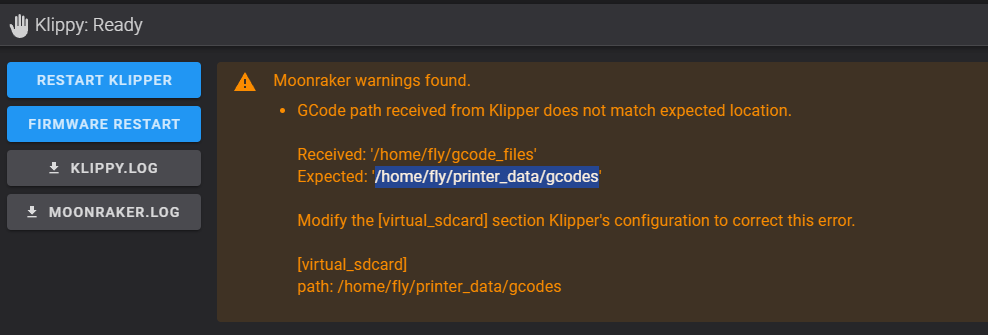 Klippy: Ready
RESTART KLIPPER
FIRMWARE RESTART
KLIPPY.LOG
MOONRAKER.LOG
Moonraker warnings found.
• GCode path received from Klipper does not match expected location.
Received: '/home/fly/gcode_files'
Expected: '/home/fly/printer_data/gcodes'
Modify the [virtual_sdcard] section Klipper's configuration to correct this error.
[virtual_sdcard]
path: /home/fly/printer_data/gcodes